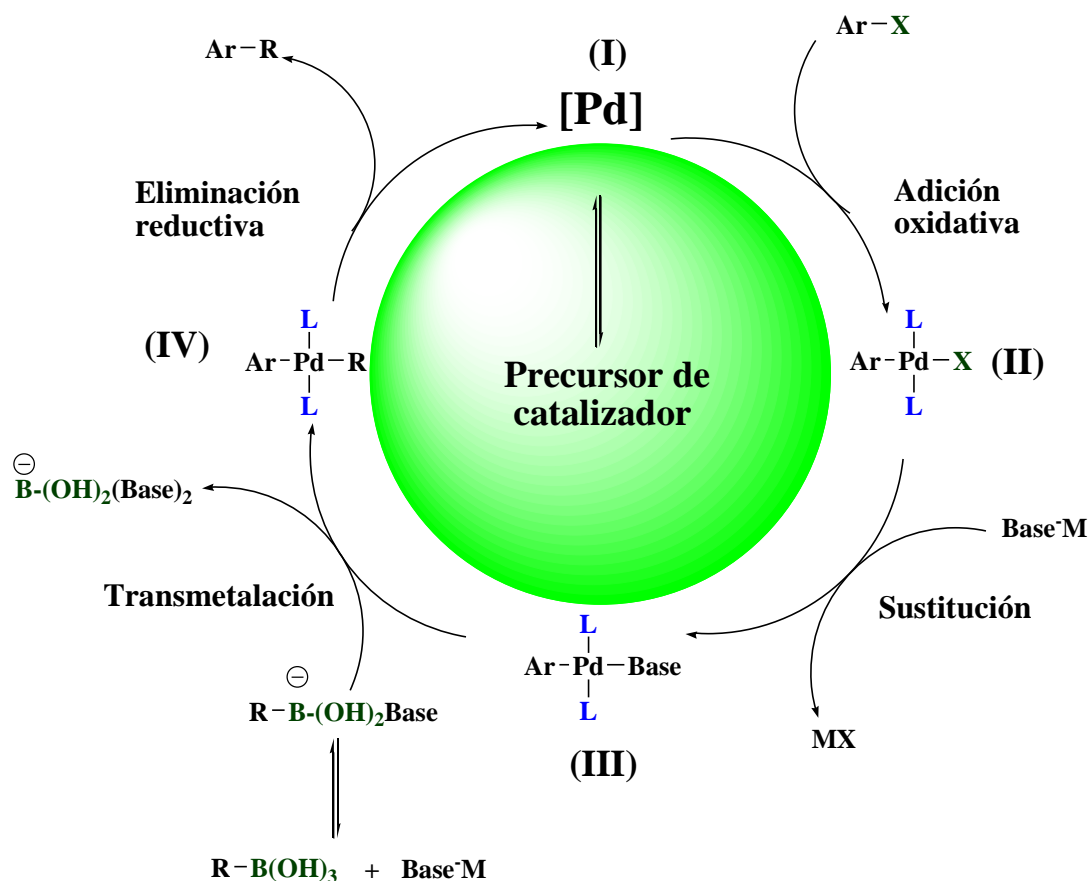 Ar–R
(I)
Ar–X
[Pd]
Eliminación
reductiva
Adición
oxidativa
(IV)
L
Ar–Pd–R
L
L
Ar–Pd–X
L
(II)
Precursor de
catalizador
⊖
B-(OH)₂(Base)₂
Base⁻M
Transmetalación
Sustitución
L
Ar–Pd–Base
L
⊖
R–B-(OH)₂Base
MX
(III)
R–B(OH)₃ + Base⁻M